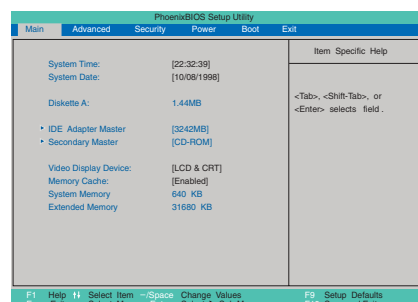 PhoenixBIOS Setup Utility
Main Advanced Security Power Boot Exit
Item Specific Help
System Time: [22:32:39]
System Date: [10/08/1998]
<Tab>, <Shift-Tab>, or
Diskette A: 1.44MB
<Enter> selects field.
IDE Adapter Master [3242MB]
Secondary Master [CD-ROM]
Video Display Device: [LCD & CRT]
Memory Cache: [Enabled]
System Memory 640 KB
Extended Memory 31680 KB
F1 Help ↑↓ Select Item -/Space Change Values F9 Setup Defaults